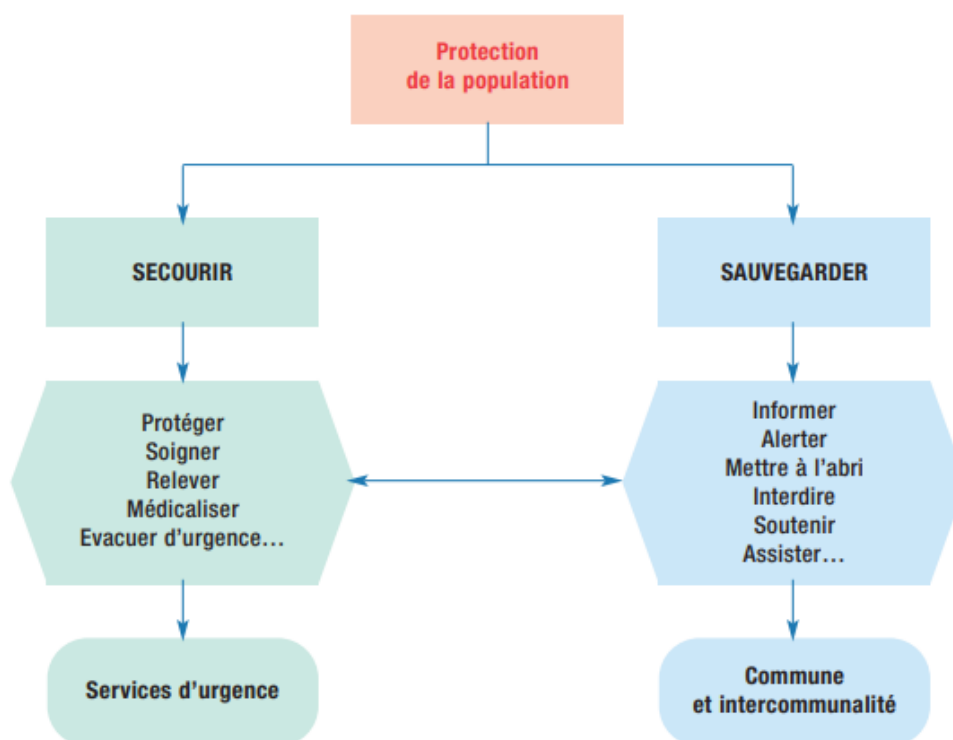 Protection
de la population
SECOURIR
SAUVEGARDER
Protéger
Soigner
Relever
Médicaliser
Evacuer d'urgence…
Informer
Alerter
Mettre à l'abri
Interdire
Soutenir
Assister…
Services d'urgence
Commune
et intercommunalité